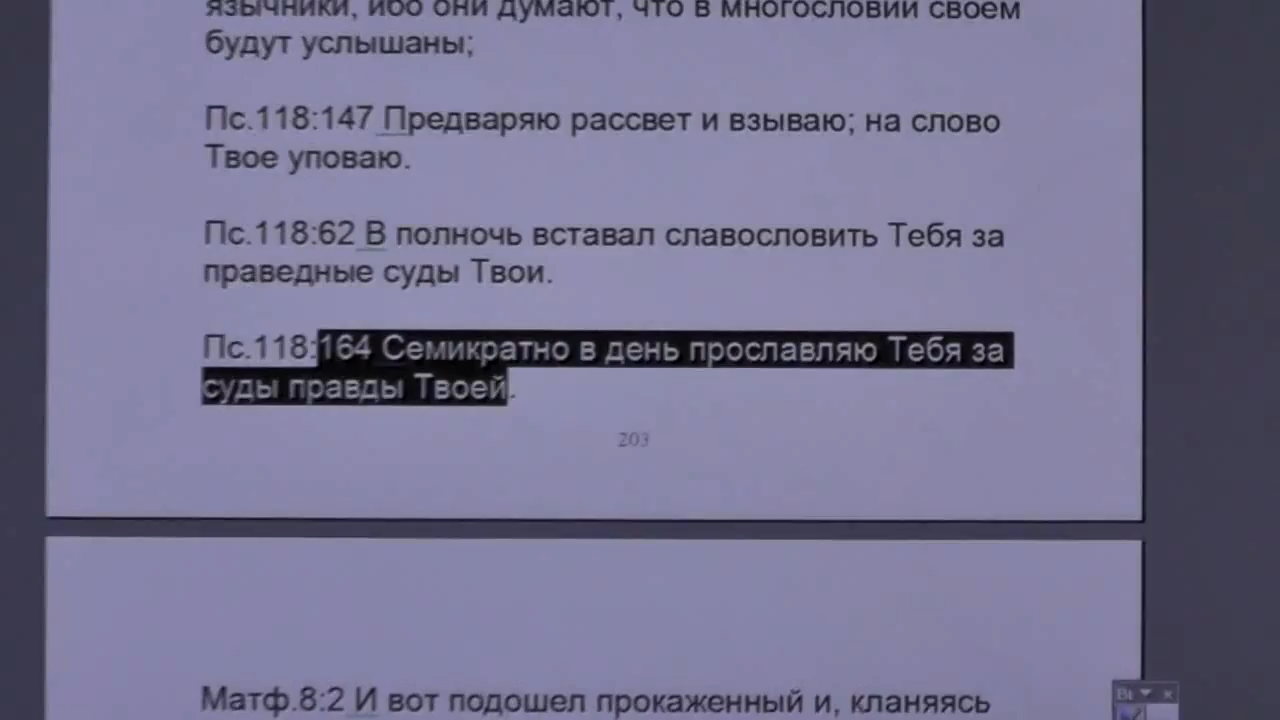 язычники, ибо они думают, что в многословии своем
будут услышаны;
Пс.118:147 Предваряю рассвет и взываю; на слово
Твое уповаю.
Пс.118:62 В полночь вставал славословить Тебя за
праведные суды Твои.
Пс.118:164 Семикратно в день прославляю Тебя за
суды правды Твоей.
203
Матф.8:2 И вот подошел прокаженный и, кланяясь